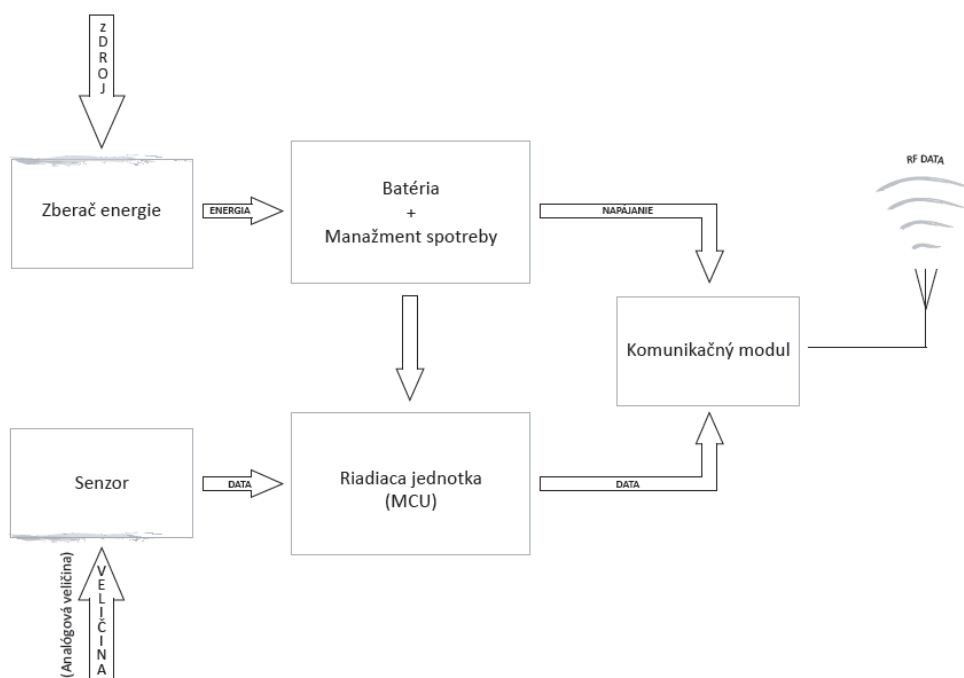 zDROJ
Zberač energie
ENERGIA
Batéria
+
Manažment spotreby
NAPÁJANIE
RF DATA
Komunikačný modul
Senzor
DATA
Riadiaca jednotka
(MCU)
DATA
(Analógová veličina)
VELIČINA